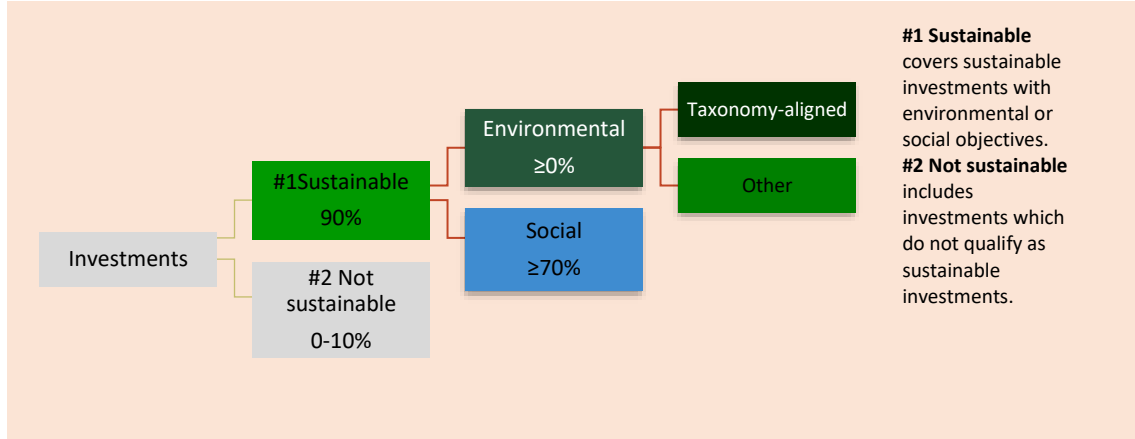 Investments
#1Sustainable
90%
#2 Not
sustainable
0-10%
Environmental
≥0%
Social
≥70%
Taxonomy-aligned
Other
#1 Sustainable
covers sustainable
investments with
environmental or
social objectives.
#2 Not sustainable
includes
investments which
do not qualify as
sustainable
investments.